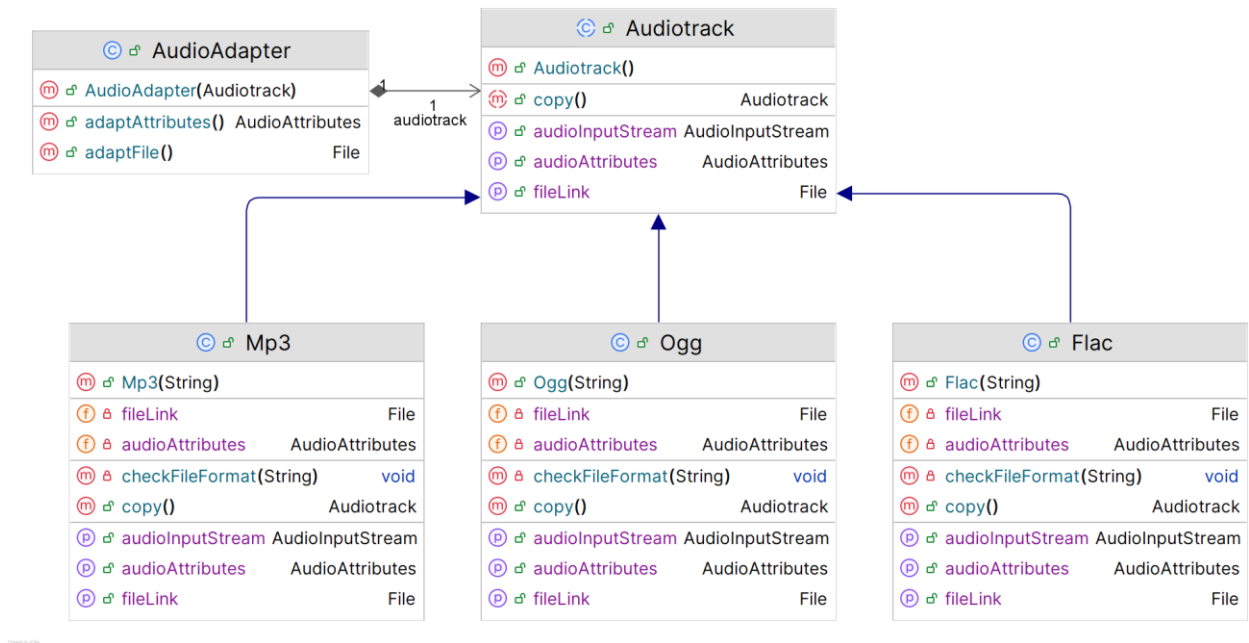 AudioAdapter
AudioAdapter(Audiotrack)
adaptAttributes() AudioAttributes
adaptFile() File
1
1
audiotrack
Audiotrack
Audiotrack()
copy() Audiotrack
audioInputStream AudioInputStream
audioAttributes AudioAttributes
fileLink File
Mp3
Mp3(String)
fileLink File
audioAttributes AudioAttributes
checkFileFormat(String) void
copy() Audiotrack
audioInputStream AudioInputStream
audioAttributes AudioAttributes
fileLink File
Ogg
Ogg(String)
fileLink File
audioAttributes AudioAttributes
checkFileFormat(String) void
copy() Audiotrack
audioInputStream AudioInputStream
audioAttributes AudioAttributes
fileLink File
Flac
Flac(String)
fileLink File
audioAttributes AudioAttributes
checkFileFormat(String) void
copy() Audiotrack
audioInputStream AudioInputStream
audioAttributes AudioAttributes
fileLink File